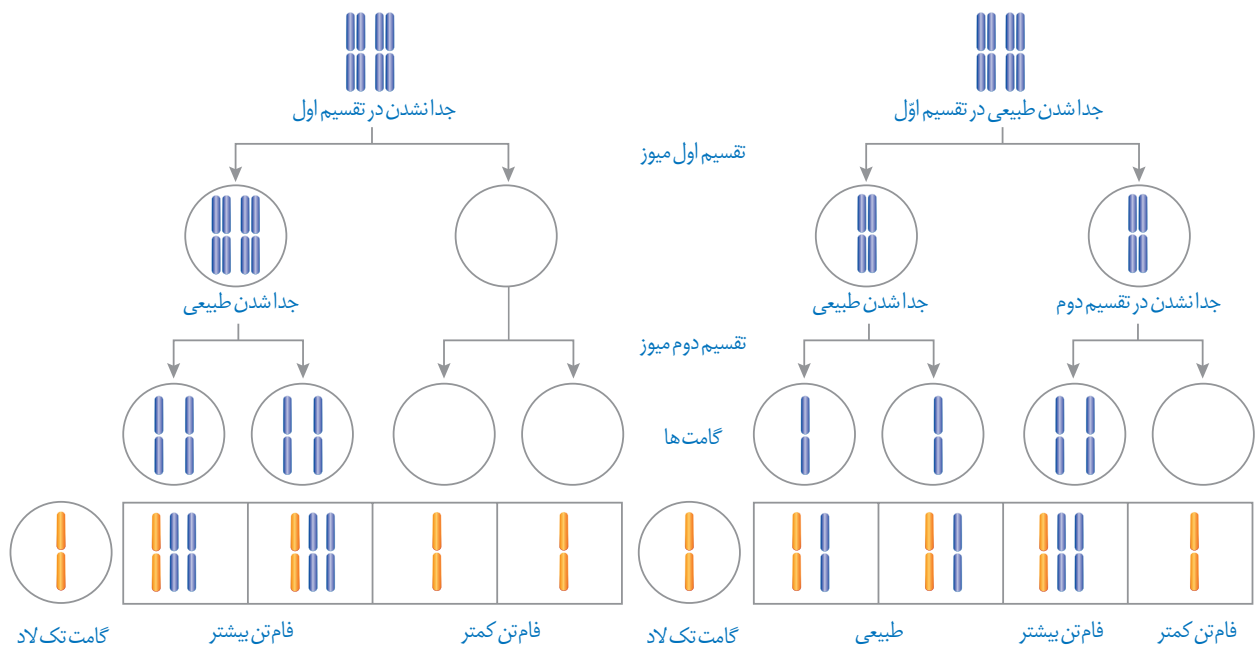 جدا شدن طبیعی در تقسیم اوّل
جدا نشدن در تقسیم اول
تقسیم اول میوز
جدا نشدن در تقسیم دوم
جدا شدن طبیعی
جدا شدن طبیعی
تقسیم دوم میوز
گامت‌ها
فام‌تن کمتر
فام‌تن بیشتر
طبیعی
گامت تک‌لاد
فام‌تن کمتر
فام‌تن بیشتر
گامت تک‌لاد